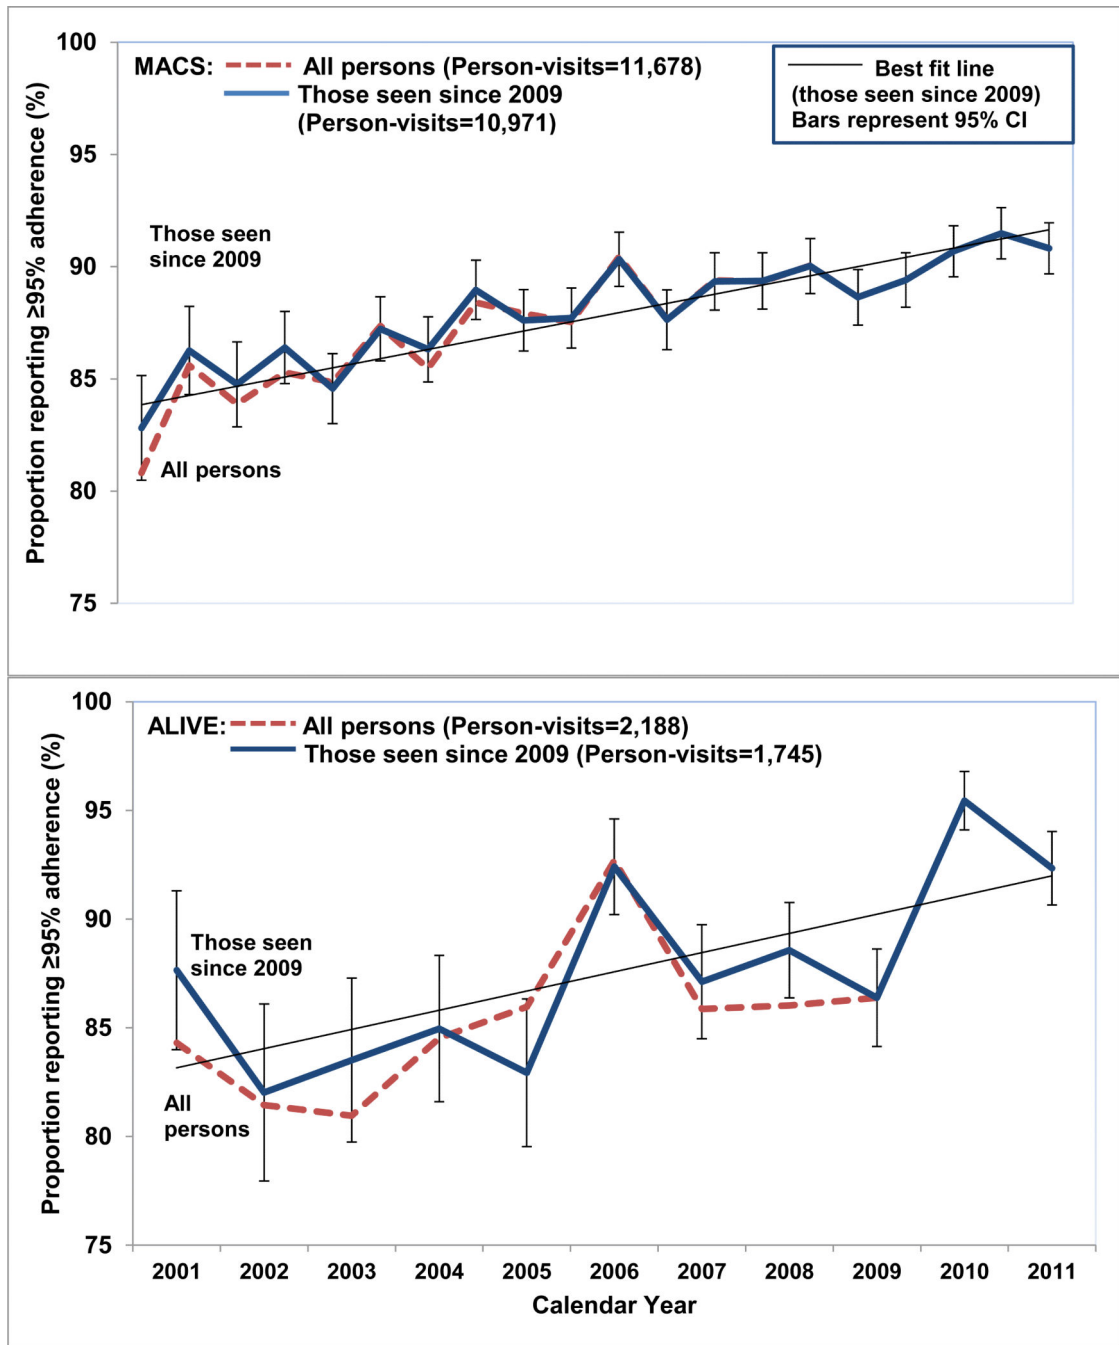 100
95
90
85
80
75
Proportion reporting ≥95% adherence (%)
MACS: All persons (Person-visits=11,678)
Those seen since 2009
(Person-visits=10,971)
Best fit line
(those seen since 2009)
Bars represent 95% CI
Those seen
since 2009
All persons
100
95
90
85
80
75
Proportion reporting ≥95% adherence (%)
ALIVE: All persons (Person-visits=2,188)
Those seen since 2009 (Person-visits=1,745)
Those seen
since 2009
All
persons
2001 2002 2003 2004 2005 2006 2007 2008 2009 2010 2011
Calendar Year